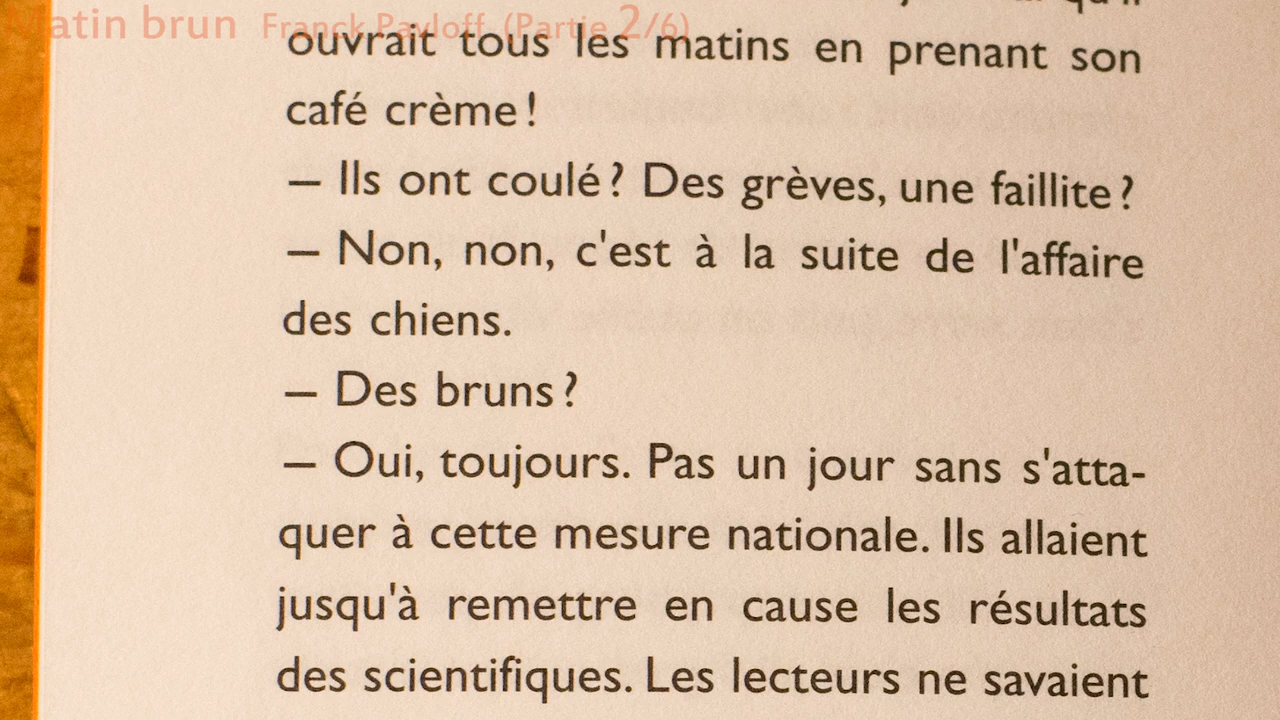 Matin brun Franck Pavloff (Partie 2/6)
ouvrait tous les matins en prenant son
café crème !
– Ils ont coulé ? Des grèves, une faillite ?
– Non, non, c'est à la suite de l'affaire
des chiens.
– Des bruns ?
– Oui, toujours. Pas un jour sans s'atta-
quer à cette mesure nationale. Ils allaient
jusqu'à remettre en cause les résultats
des scientifiques. Les lecteurs ne savaient